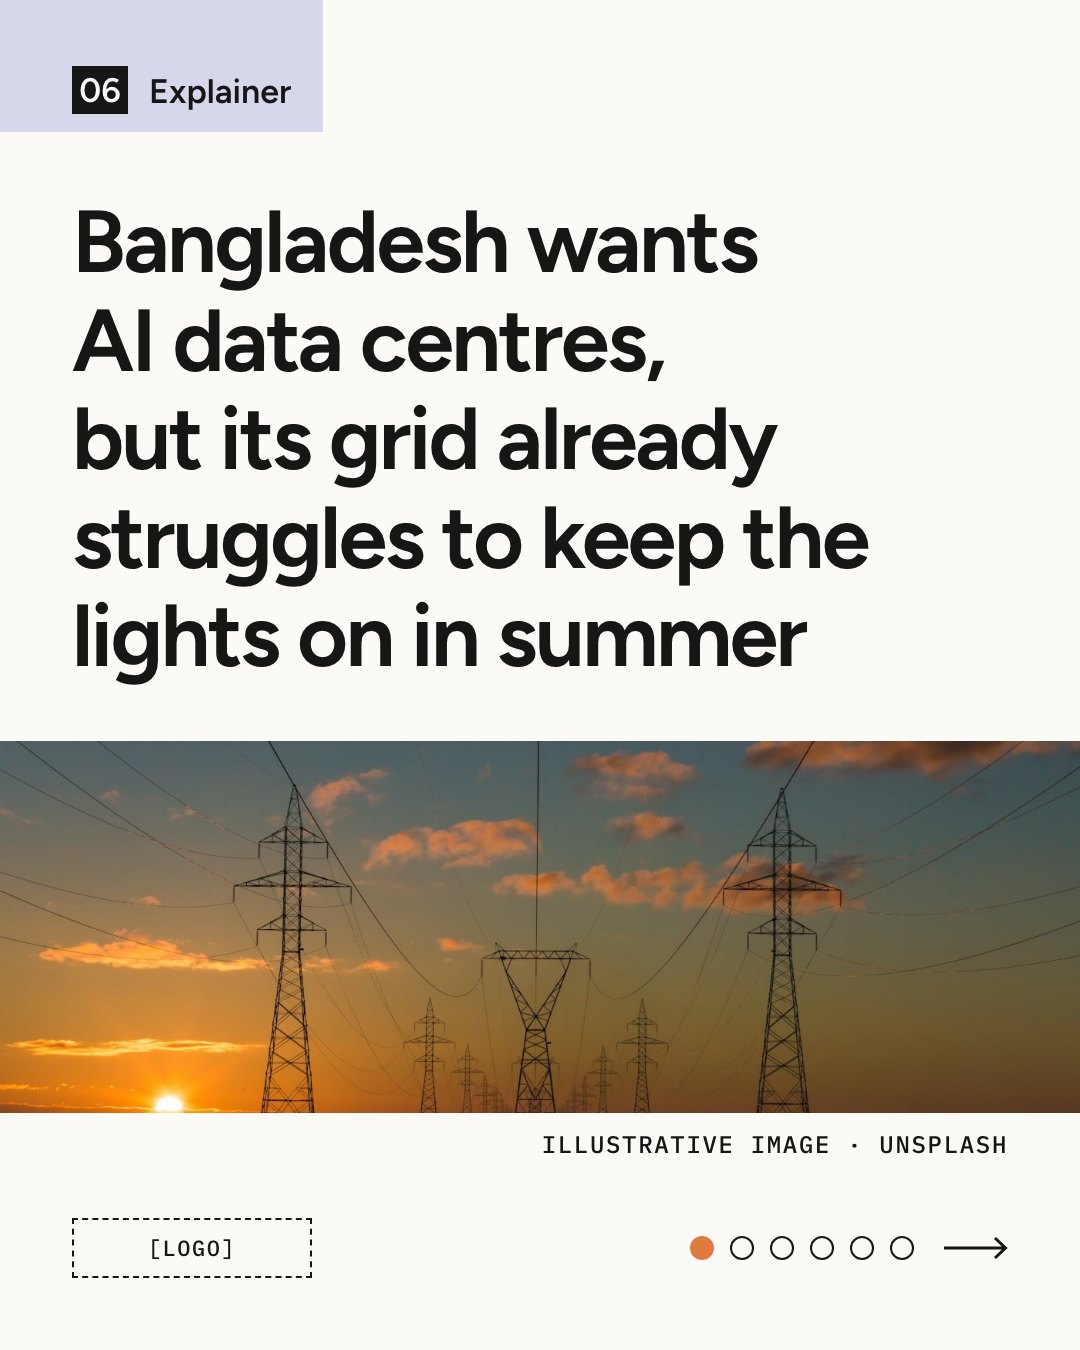 06 Explainer
Bangladesh wants
AI data centres,
but its grid already
struggles to keep the
lights on in summer
ILLUSTRATIVE IMAGE · UNSPLASH
[LOGO]